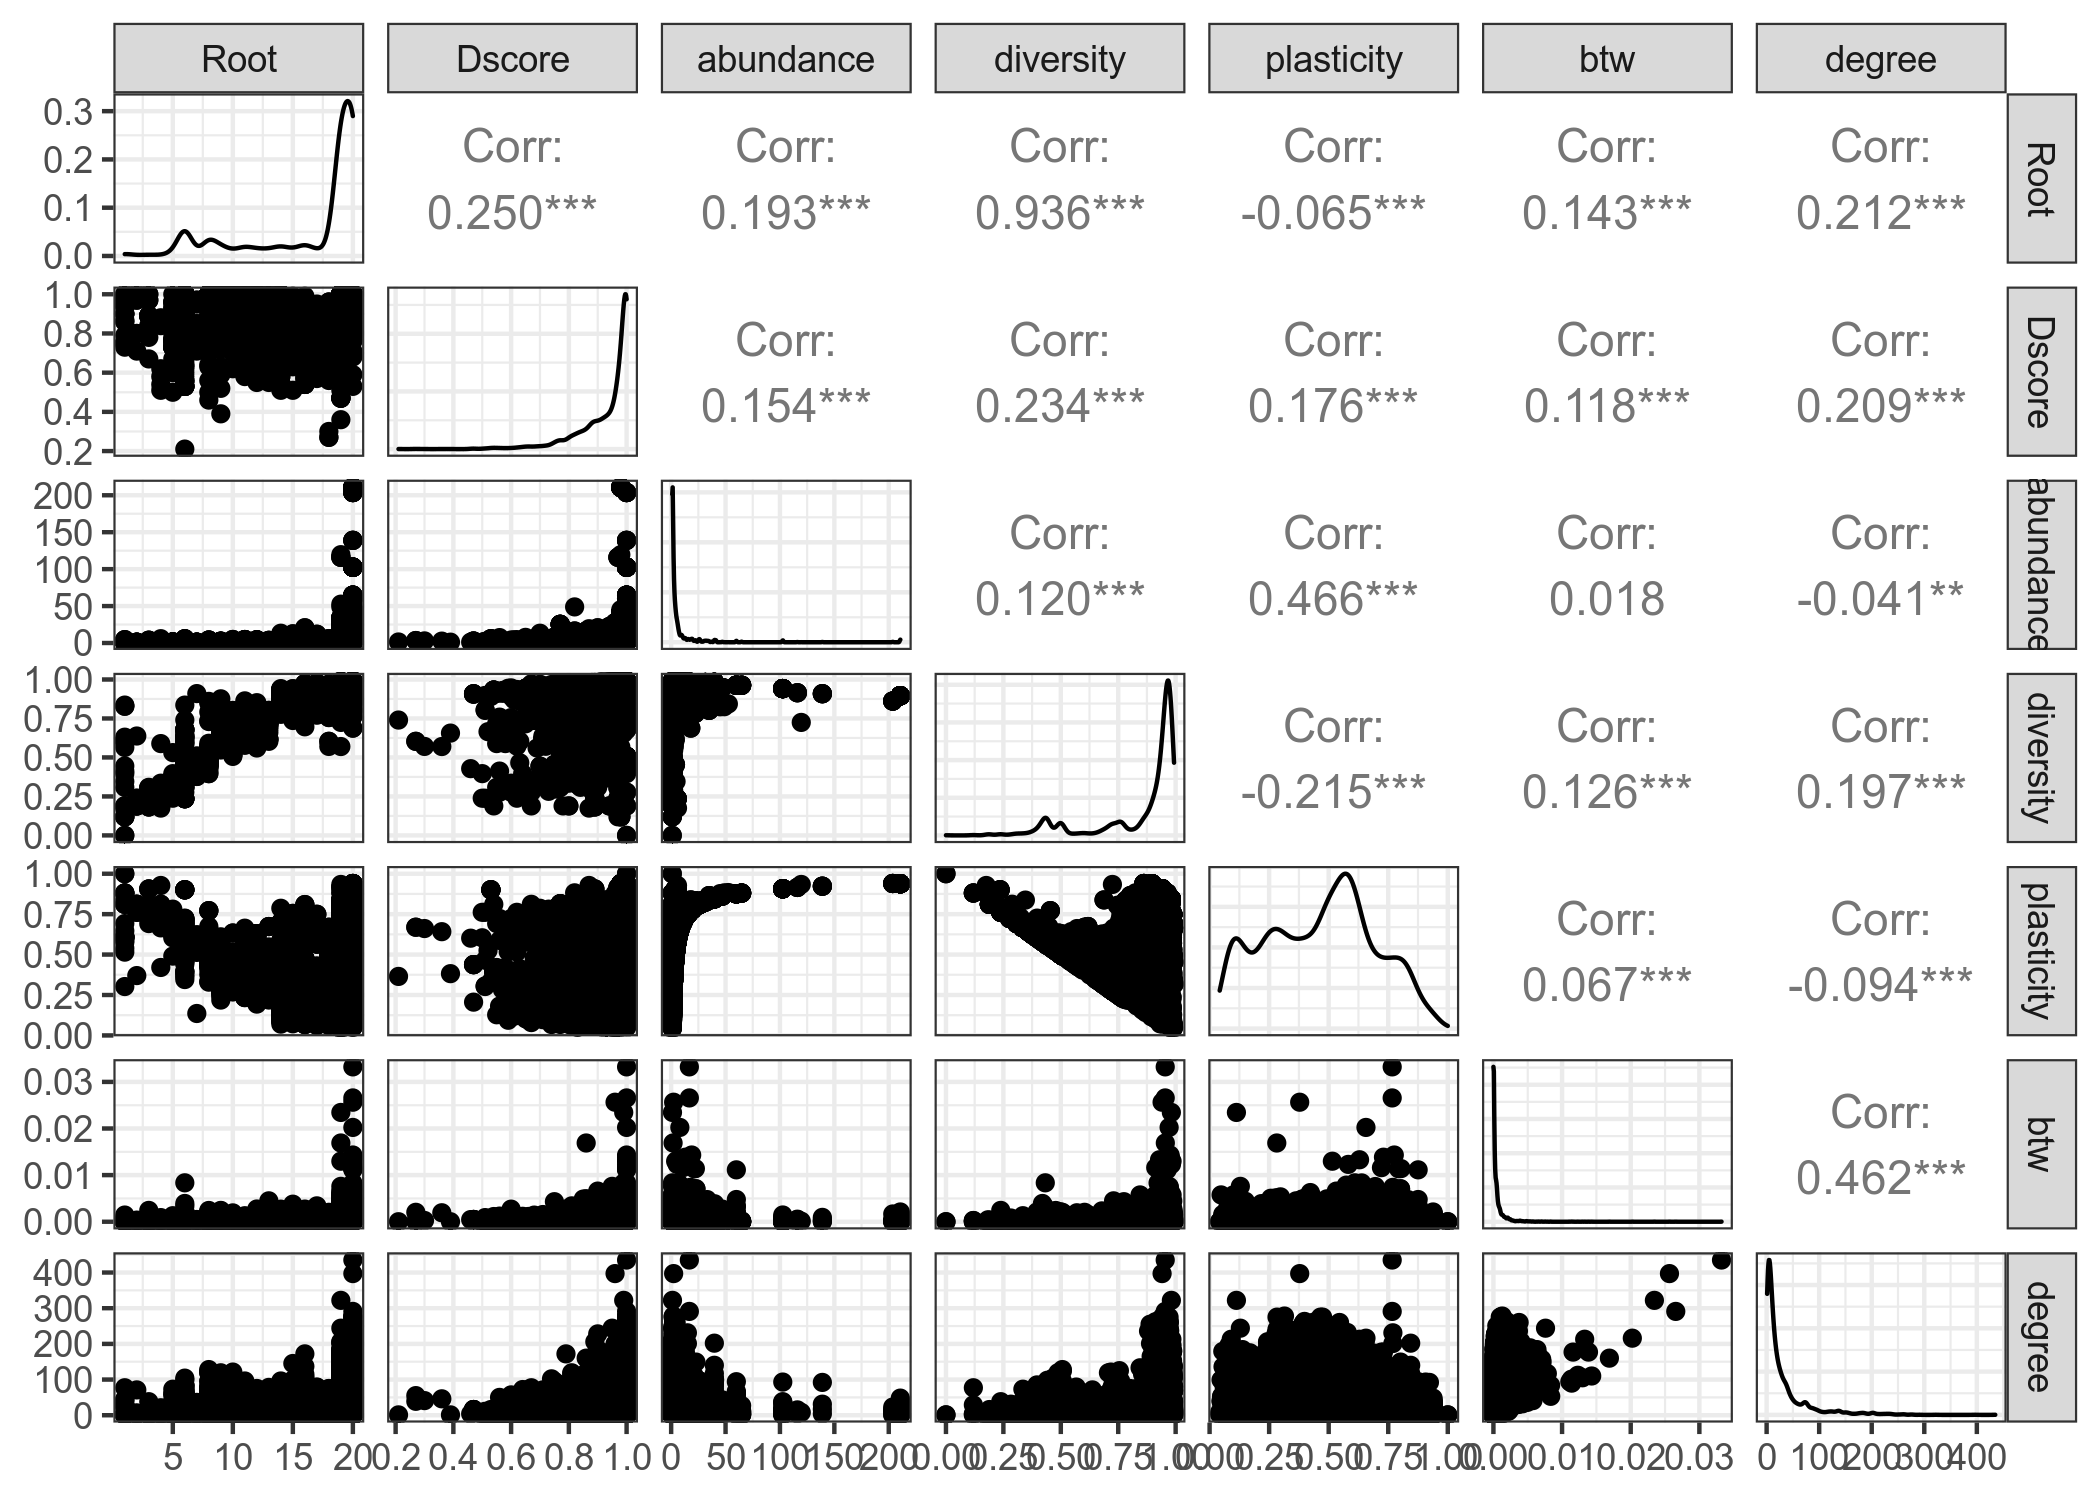 Root Dscore abundance diversity plasticity btw degree
0.3
0.2
0.1
0.0
Corr:
0.250***
Corr:
0.193***
Corr:
0.936***
Corr:
-0.065***
Corr:
0.143***
Corr:
0.212***
Root
1.0
0.8
0.6
0.4
0.2
Corr:
0.154***
Corr:
0.234***
Corr:
0.176***
Corr:
0.118***
Corr:
0.209***
Dscore
200
150
100
50
0
Corr:
0.120***
Corr:
0.466***
Corr:
0.018
Corr:
-0.041**
abundance
1.00
0.75
0.50
0.25
0.00
Corr:
-0.215***
Corr:
0.126***
Corr:
0.197***
diversity
1.00
0.75
0.50
0.25
0.00
Corr:
0.067***
Corr:
-0.094***
plasticity
0.03
0.02
0.01
0.00
Corr:
0.462***
btw
400
300
200
100
0
degree
5 10 15 20 0.2 0.4 0.6 0.8 1.0 0 50 100 150 200 0.00 0.25 0.50 0.75 1.00 0.00 0.25 0.50 0.75 1.00 0.00 0.01 0.02 0.03 0 100 200 300 400